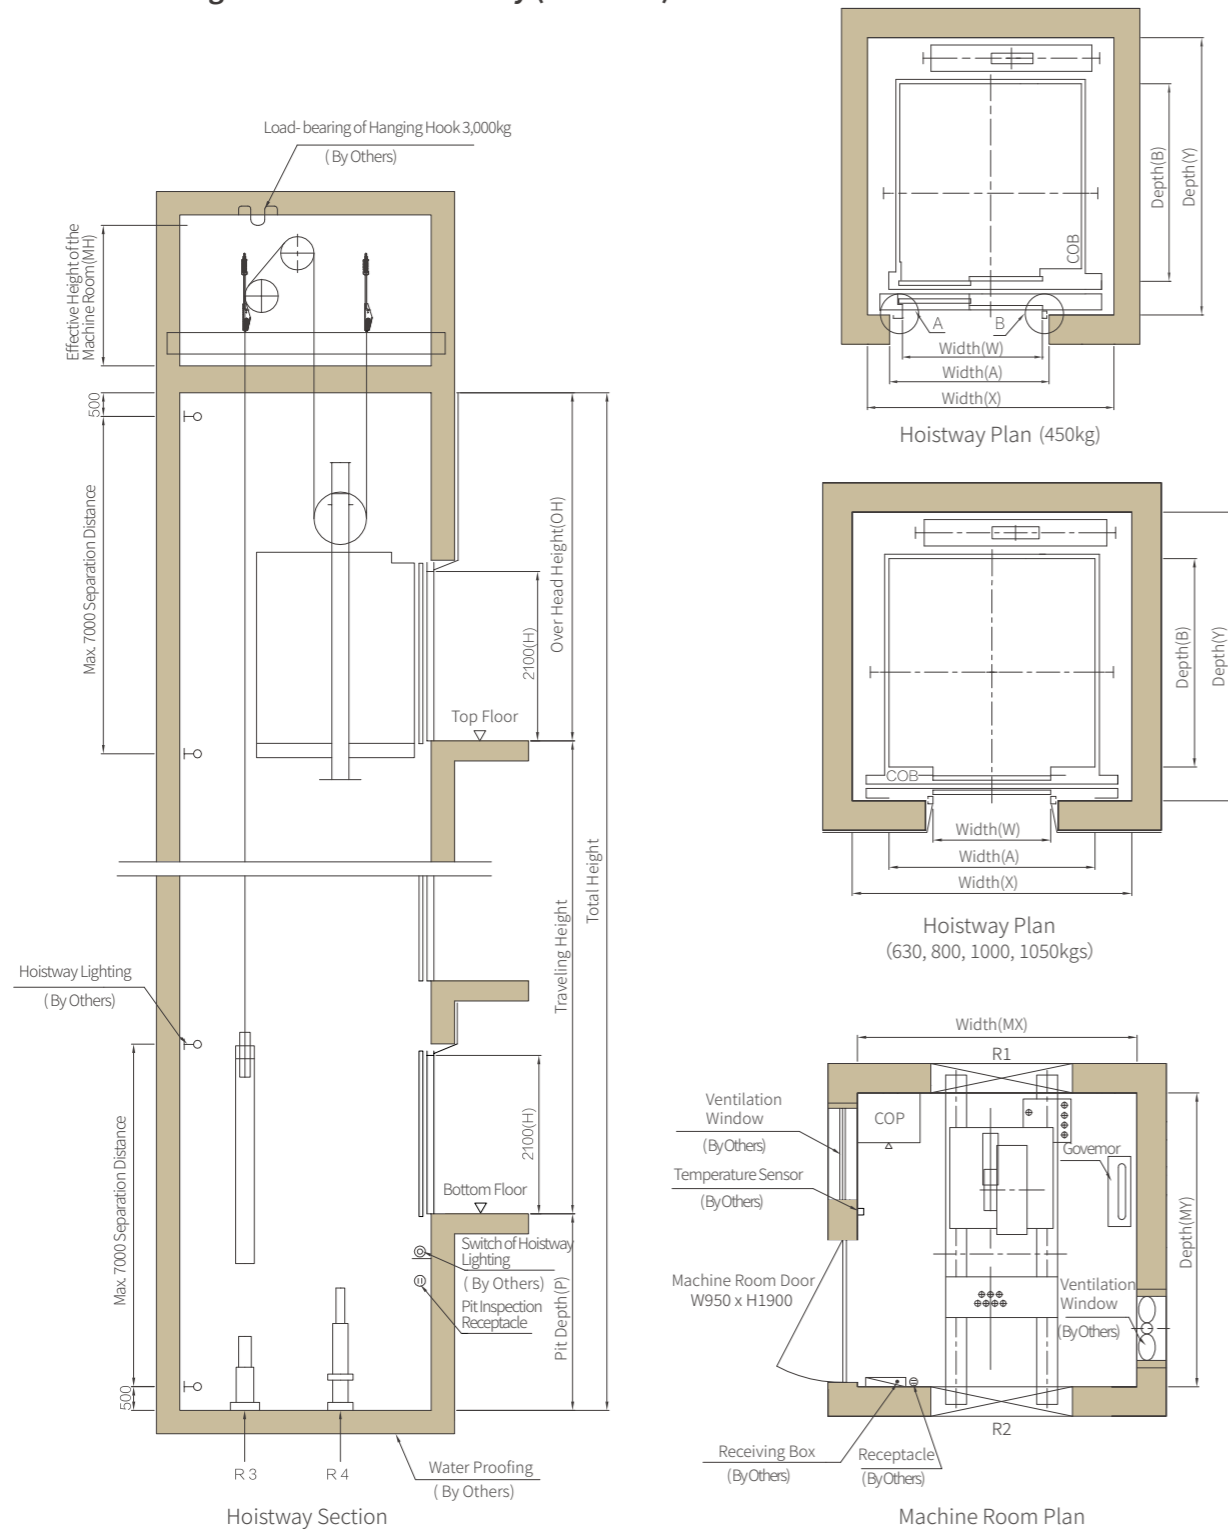 Load- bearing of Hanging Hook 3,000kg
( By Others)
Effective Height of the
Machine Room (MH)
500
Max. 7000 Separation Distance
Over Head Height(OH)
2100(H)
Top Floor
Total Height
Traveling Height
Hoistway Lighting
( By Others)
Max. 7000 Separation Distance
2100(H)
Bottom Floor
Switch of Hoistway
Lighting
( By Others)
Pit Inspection
Receptacle
Pit Depth(P)
500
R 3
R 4
Water Proofing
( By Others)
Hoistway Section
Depth(B)
Depth(Y)
COB
A
B
Width(W)
Width(A)
Width(X)
Hoistway Plan (450kg)
Depth(B)
Depth(Y)
COB
Width(W)
Width(A)
Width(X)
Hoistway Plan
(630, 800, 1000, 1050kgs)
Width(MX)
R1
Ventilation
Window
(By Others)
COP
Governor
Temperature Sensor
(By Others)
Depth(MY)
Machine Room Door
W950 x H1900
Ventilation
Window
(By Others)
R2
Receiving Box
(By Others)
Receptacle
(By Others)
Machine Room Plan